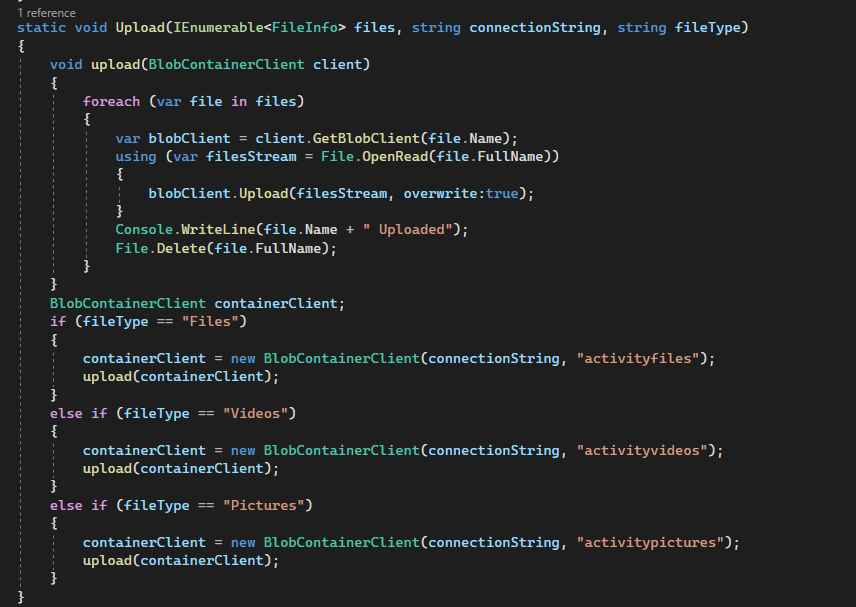 1 reference
static void Upload(IEnumerable<FileInfo> files, string connectionString, string fileType)
{
void upload(BlobContainerClient client)
{
foreach (var file in files)
{
var blobClient = client.GetBlobClient(file.Name);
using (var filesStream = File.OpenRead(file.FullName))
{
blobClient.Upload(filesStream, overwrite:true);
}
Console.WriteLine(file.Name + " Uploaded");
File.Delete(file.FullName);
}
}
BlobContainerClient containerClient;
if (fileType == "Files")
{
containerClient = new BlobContainerClient(connectionString, "activityfiles");
upload(containerClient);
}
else if (fileType == "Videos")
{
containerClient = new BlobContainerClient(connectionString, "activityvideos");
upload(containerClient);
}
else if (fileType == "Pictures")
{
containerClient = new BlobContainerClient(connectionString, "activitypictures");
upload(containerClient);
}
}